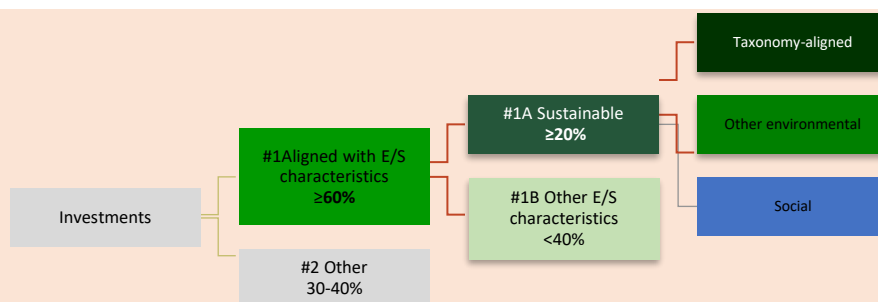 Investments
#1Aligned with E/S
characteristics
≥60%
#2 Other
30-40%
#1A Sustainable
≥20%
#1B Other E/S
characteristics
<40%
Taxonomy-aligned
Other environmental
Social